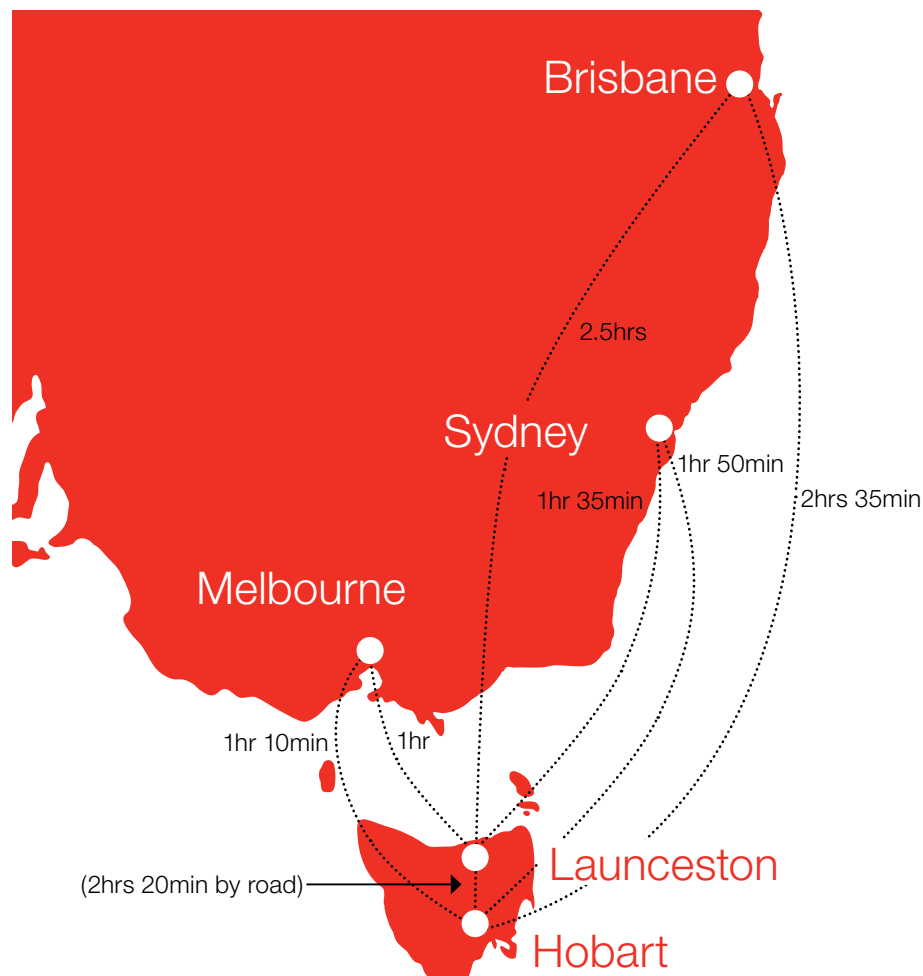 Brisbane
2.5hrs
Sydney
1hr 50min
1hr 35min
2hrs 35min
Melbourne
1hr 10min
1hr
Launceston
(2hrs 20min by road)
Hobart